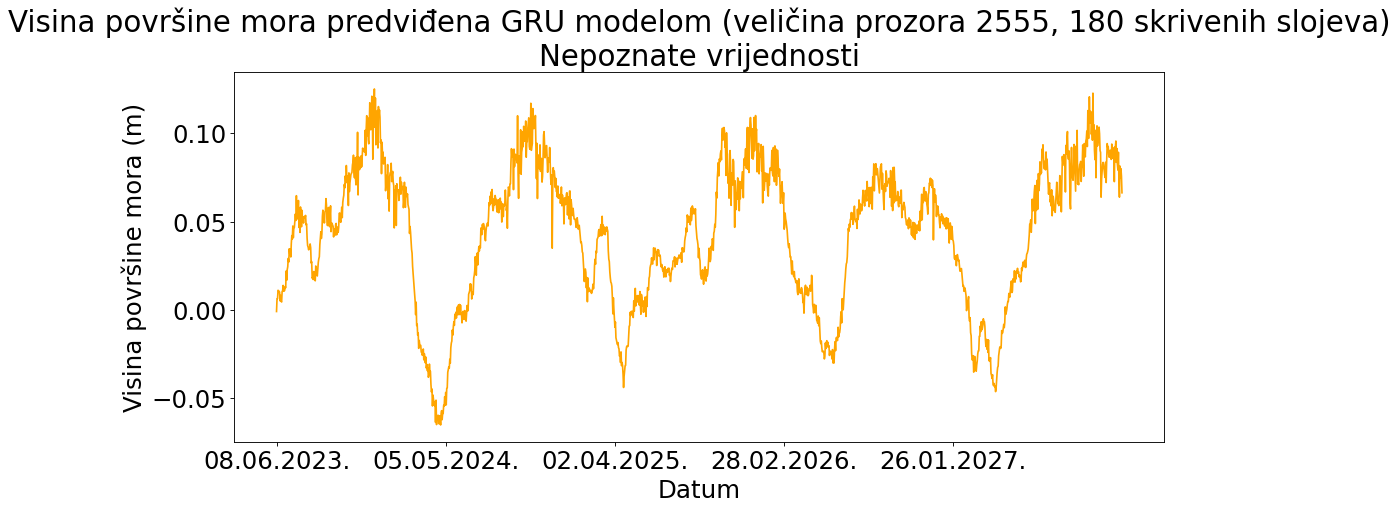 Visina površine mora predviđena GRU modelom (veličina prozora 2555, 180 skrivenih slojeva)
Nepoznate vrijednosti
Visina površine mora (m)
0.10
0.05
0.00
−0.05
08.06.2023. 05.05.2024. 02.04.2025. 28.02.2026. 26.01.2027.
Datum